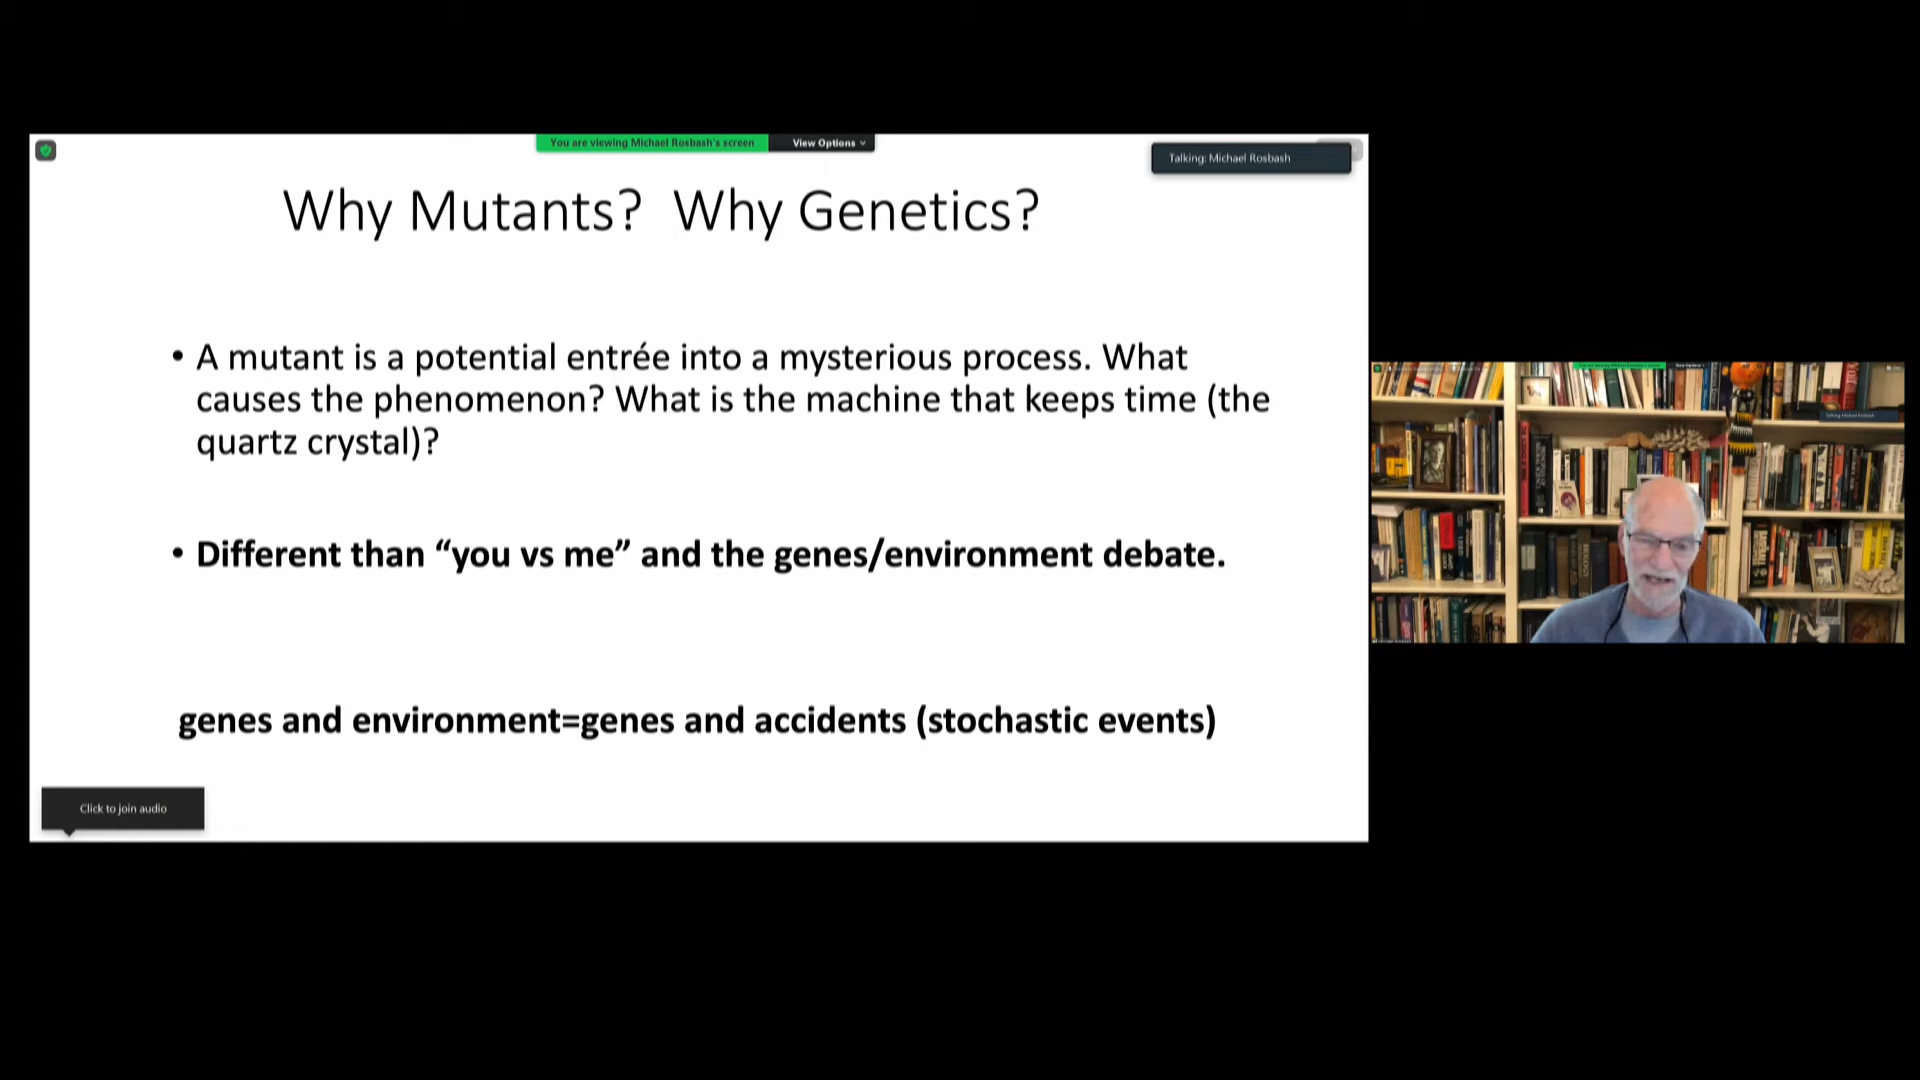 You are viewing Michael Rosbash's screen
View Options
Talking: Michael Rosbash
Why Mutants? Why Genetics?
• A mutant is a potential entrée into a mysterious process. What
causes the phenomenon? What is the machine that keeps time (the
quartz crystal)?
• Different than “you vs me” and the genes/environment debate.
genes and environment=genes and accidents (stochastic events)
Click to join audio